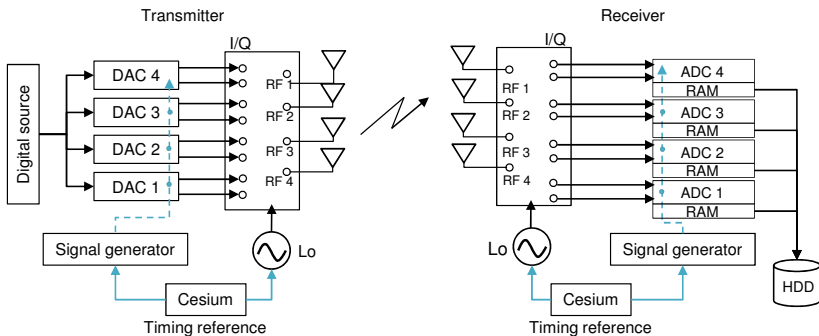 Transmitter
I/Q
Digital source
DAC 4
DAC 3
DAC 2
DAC 1
RF 1
RF 2
RF 3
RF 4
Signal generator
Lo
Cesium
Timing reference
Receiver
I/Q
RF 1
RF 2
RF 3
RF 4
ADC 4
RAM
ADC 3
RAM
ADC 2
RAM
ADC 1
RAM
Lo
Signal generator
HDD
Cesium
Timing reference